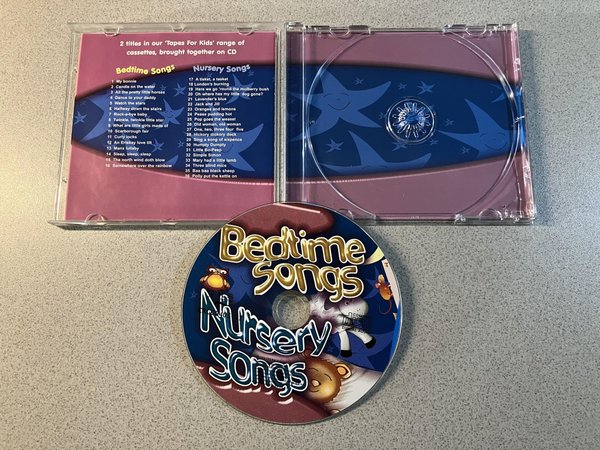 2 titles in our 'Tapes For Kids' range of
cassettes, brought together on CD
Bedtime Songs
1 My bonnie
2 Candle on the water
3 All the pretty little horses
4 Dance to your daddy
5 Watch the stars
6 Halfway down the stairs
7 Rock-a-bye baby
8 Twinkle, twinkle little star
9 What are little girls made of
10 Scarborough fair
11 Curly locks
12 An Eriskay love lilt
13 Manx lullaby
14 Sleep, sleep, sleep
15 The north wind doth blow
16 Somewhere over the rainbow
Nursery Songs
17 A tisket, a tasket
18 London's burning
19 Here we go 'round the mulberry bush
20 Oh where has my little dog gone?
21 Lavender's blue
22 Jack and Jill
23 Oranges and lemons
24 Pease pudding hot
25 Pop goes the weasel
26 Old woman, old woman
27 One, two, three four five
28 Hickory dickory dock
29 Sing a song of sixpence
30 Humpty Dumpty
31 Little Bo-Peep
32 Simple Simon
33 Mary had a little lamb
34 Three blind mice
35 Baa baa black sheep
36 Polly put the kettle on
Bedtime
Songs
Nursery
Songs